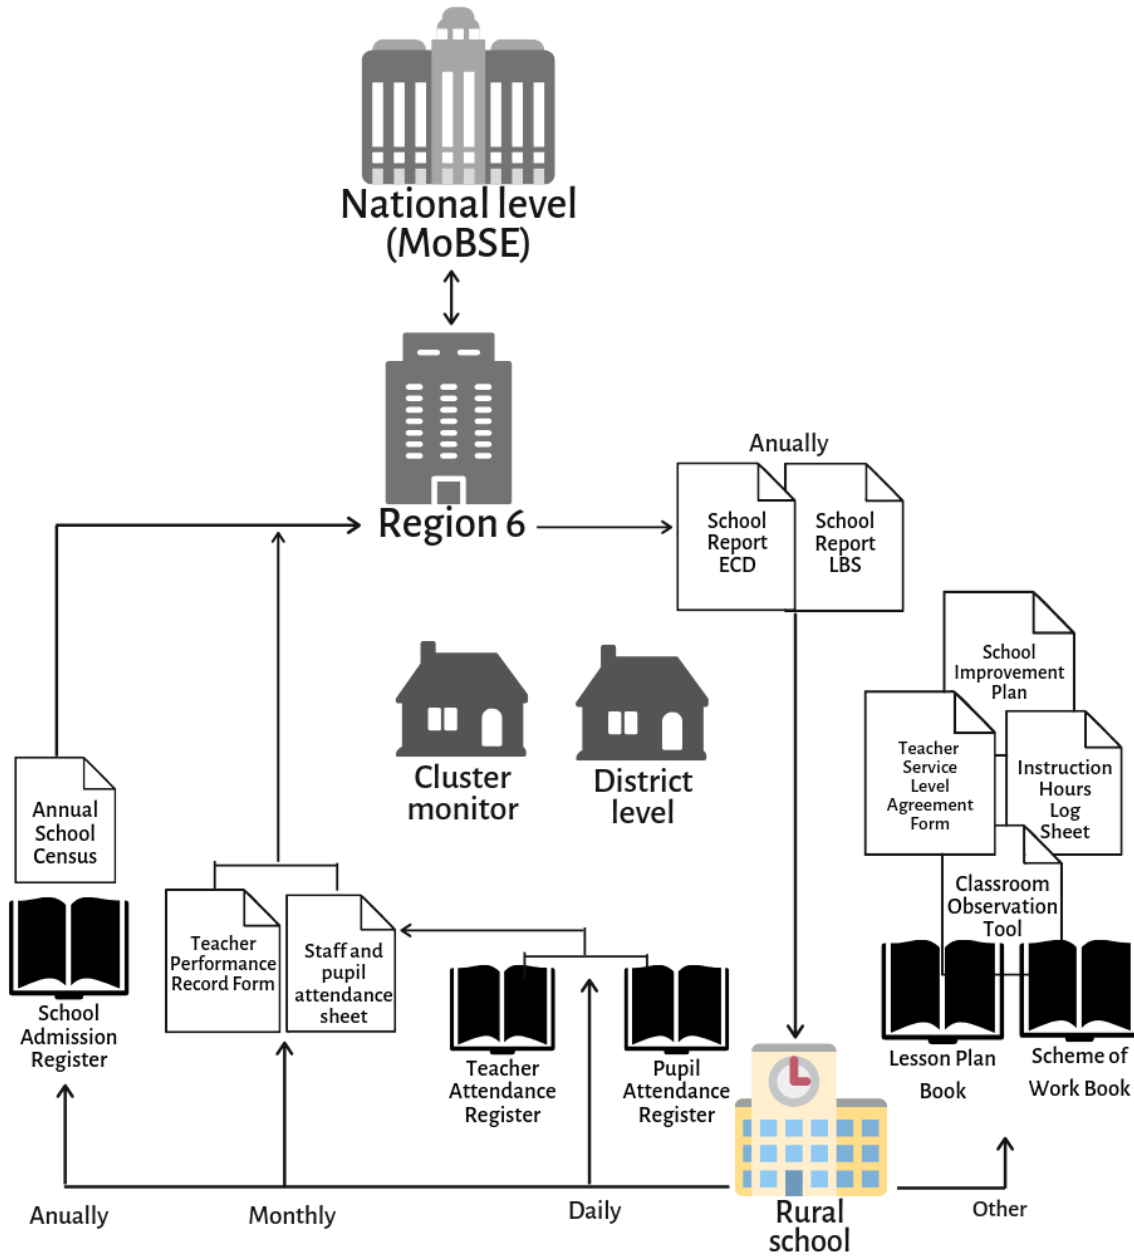 National level
(MoBSE)
Region 6
Anually
School
Report
ECD
School
Report
LBS
School
Improvement
Plan
Teacher
Service
Level
Agreement
Form
Instruction
Hours
Log
Sheet
Classroom
Observation
Tool
Cluster
monitor
District
level
Annual
School
Census
School
Admission
Register
Teacher
Performance
Record Form
Staff and
pupil
attendance
sheet
Teacher
Attendance
Register
Pupil
Attendance
Register
Lesson Plan
Book
Scheme of
Work Book
Anually
Monthly
Daily
Rural
school
Other